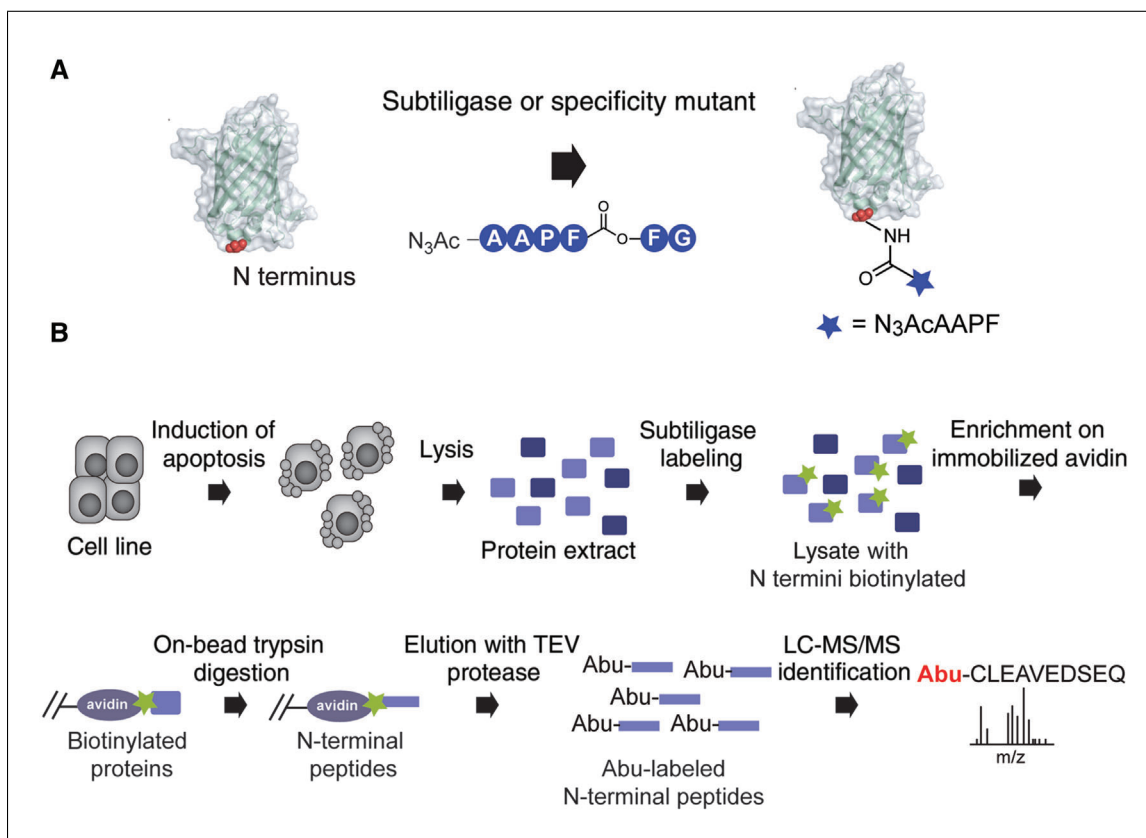 A
Subtiligase or specificity mutant
N₃Ac
A A P F
O
O
F G
N terminus
NH
O
= N₃AcAAPF
B
Induction of
apoptosis
Lysis
Subtiligase
labeling
Enrichment on
immobilized avidin
Cell line
Protein extract
Lysate with
N termini biotinylated
On-bead trypsin
digestion
Elution with TEV
protease
LC-MS/MS
identification
avidin
Biotinylated
proteins
avidin
N-terminal
peptides
Abu-
Abu-
Abu-
Abu-
Abu-
Abu-labeled
N-terminal peptides
Abu-CLEAVEDSEQ
m/z